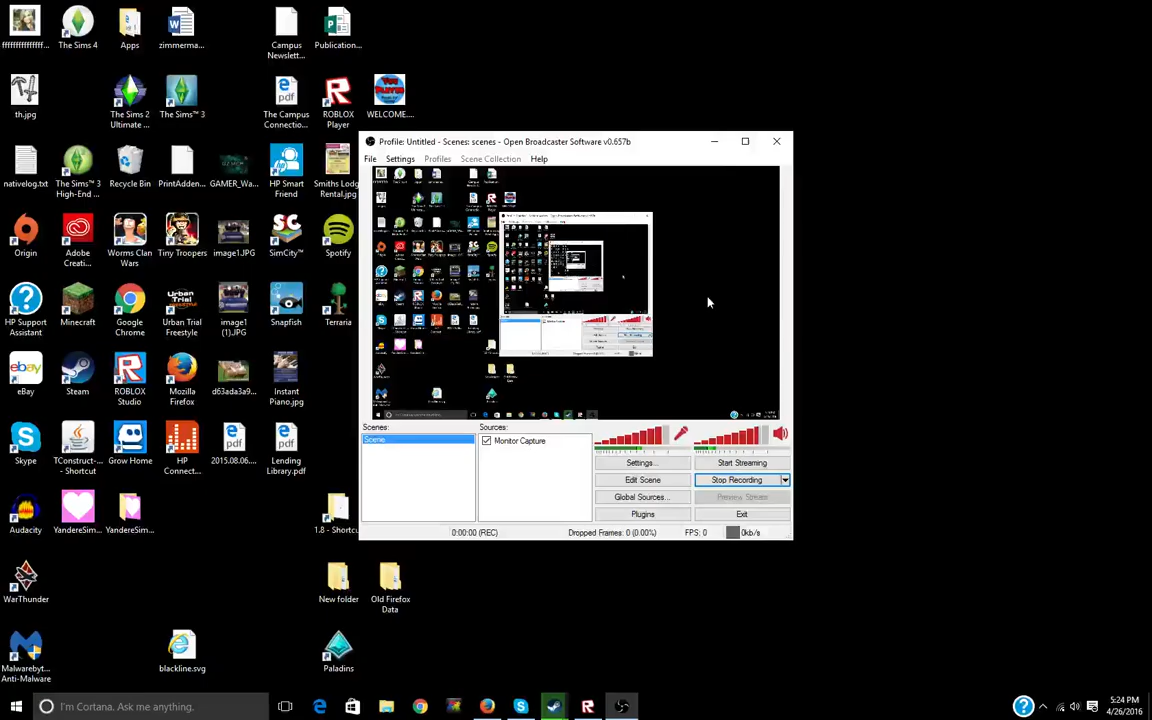 ffffffffffffff...
The Sims 4
Apps
zimmerma...
Campus
Newslett...
Publication...
th.jpg
The Sims 2
Ultimate ...
The Sims™ 3
The Campus
Connectio...
ROBLOX
Player
WELCOME...
nativelog.txt
The Sims™ 3
High-End ...
Recycle Bin
PrintAdden...
GAMER_Wa...
HP Smart
Friend
Smiths Lodg
Rental.jpg
Origin
Adobe
Creati...
Worms Clan
Wars
Tiny Troopers
image1.JPG
SimCity™
Spotify
HP Support
Assistant
Minecraft
Google
Chrome
Urban Trial
Freestyle
image1
(1).JPG
Snapfish
Terraria
eBay
Steam
ROBLOX
Studio
Mozilla
Firefox
d63ada3a9...
Instant
Piano.jpg
Skype
TConstruct-...
- Shortcut
Grow Home
HP
Connect...
2015.08.06....
Lending
Library.pdf
Audacity
YandereSim...
YandereSim...
1.8 - Shortcu
WarThunder
New folder
Old Firefox
Data
Malwarebyt...
Anti-Malware
blackline.svg
Paladins
Profile: Untitled - Scenes: scenes - Open Broadcaster Software v0.657b
File Settings Profiles Scene Collection Help
Scenes:
Sources:
Scene
Monitor Capture
Settings...
Start Streaming
Edit Scene
Stop Recording
Global Sources...
Preview Stream
Plugins
Exit
0:00:00 (REC)
Dropped Frames: 0 (0.00%)
FPS: 0
0kb/s
I'm Cortana. Ask me anything.
5:24 PM
4/26/2016